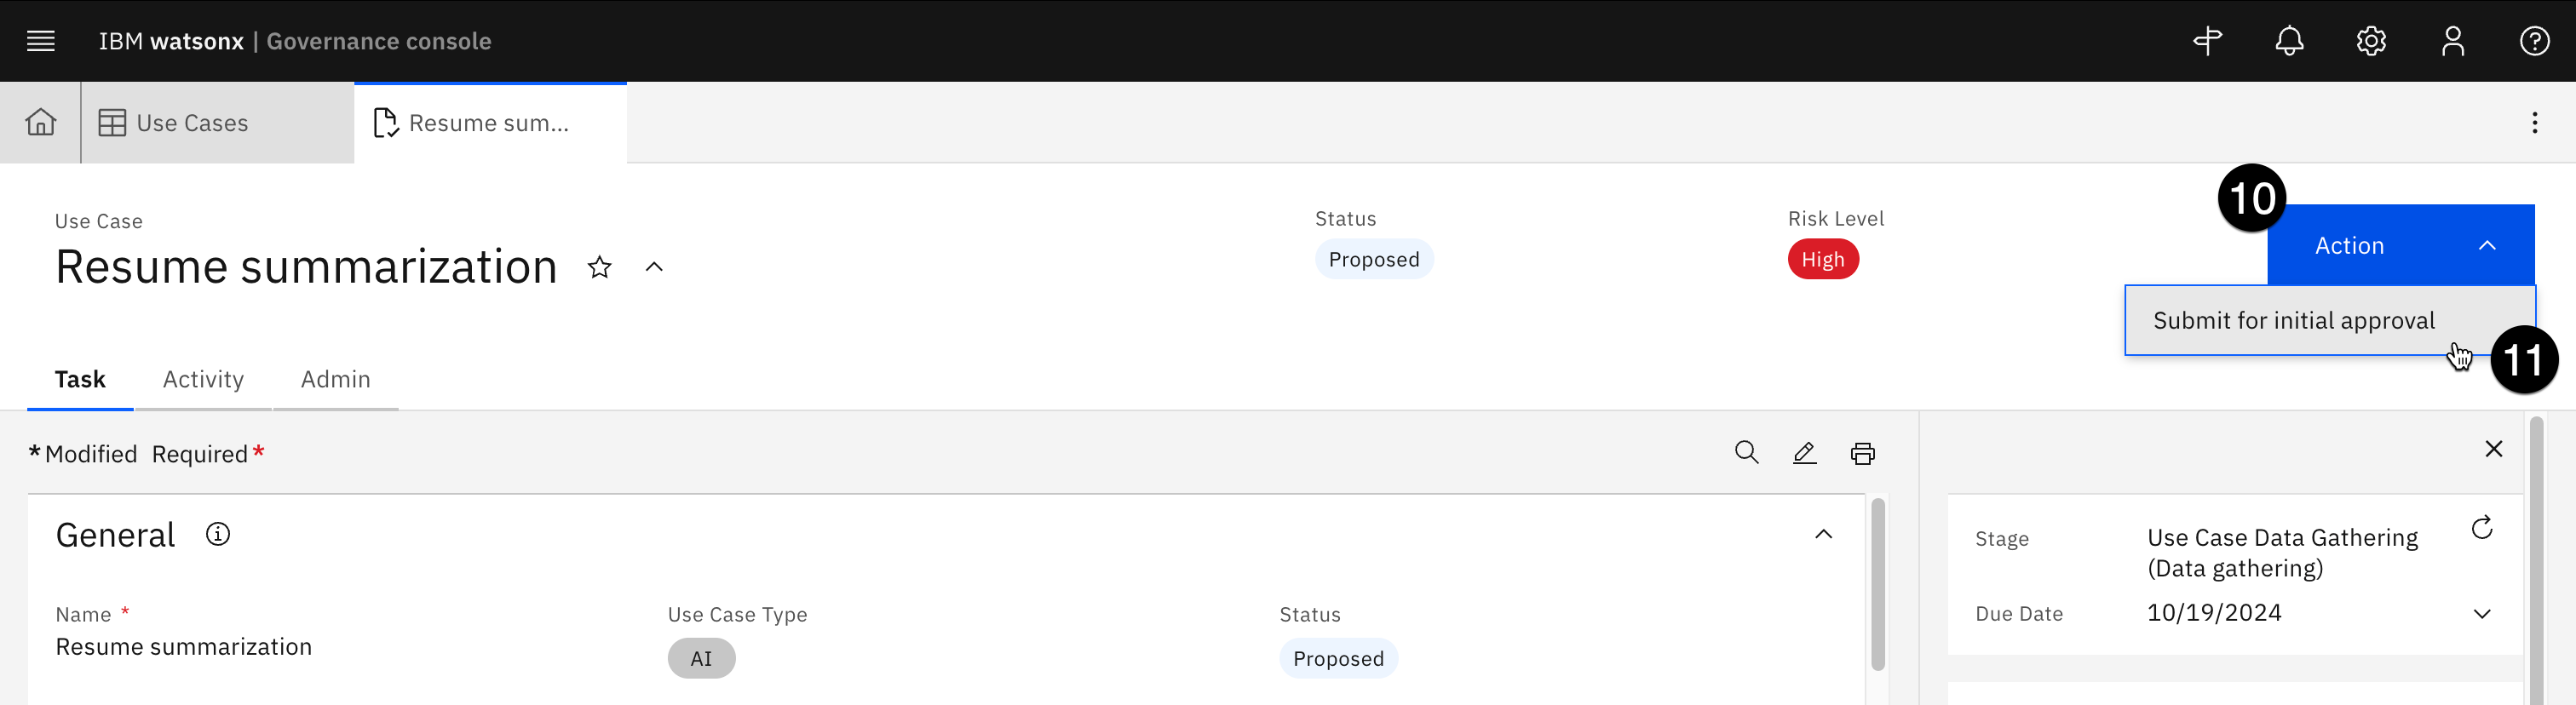 IBM watsonx | Governance console
Use Cases
Resume sum...
Use Case
Resume summarization
Status
Proposed
Risk Level
High
10
Action
Submit for initial approval
11
Task
Activity
Admin
*Modified Required*
General
Name *
Resume summarization
Use Case Type
AI
Status
Proposed
Stage
Use Case Data Gathering
(Data gathering)
Due Date
10/19/2024